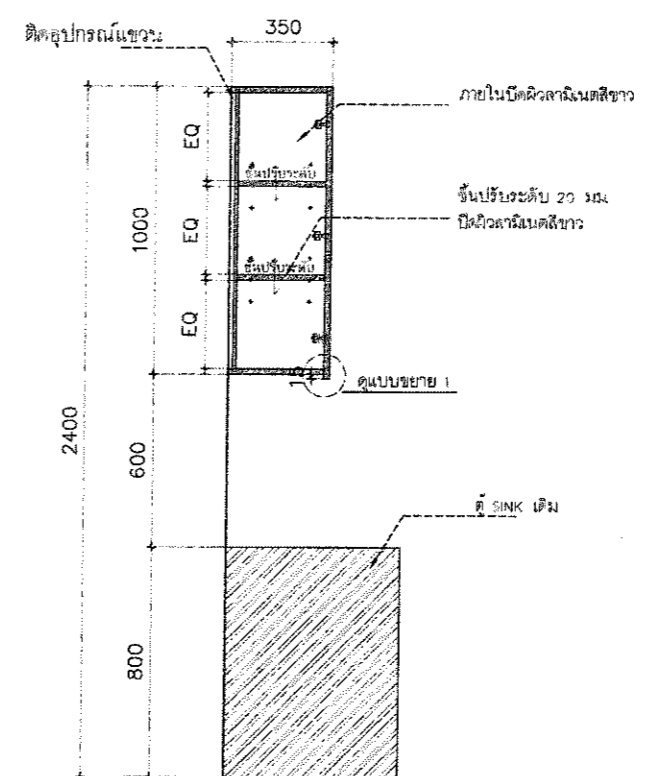 350
ติดอุปกรณ์แขวน
ภายในปิดผิวลามิเนตสีขาว
EQ
ชั้นปรับระดับ
ชั้นปรับระดับ 20 มม.
ปิดผิวลามิเนตสีขาว
1000
EQ
ชั้นปรับระดับ
EQ
15
ดูแบบขยาย 1
2400
600
ตู้ SINK เดิม
800